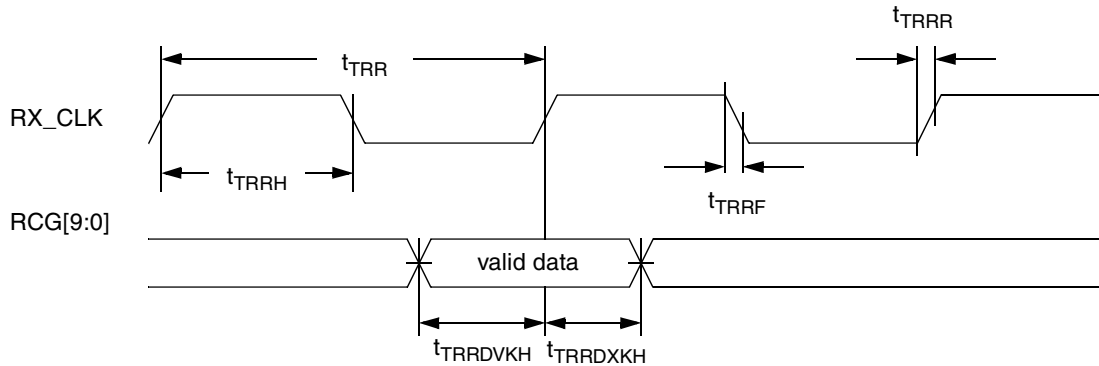 tTRRR
tTRR
RX_CLK
tTRRH
tTRRF
RCG[9:0]
valid data
tTRRDVKH tTRRDXKH